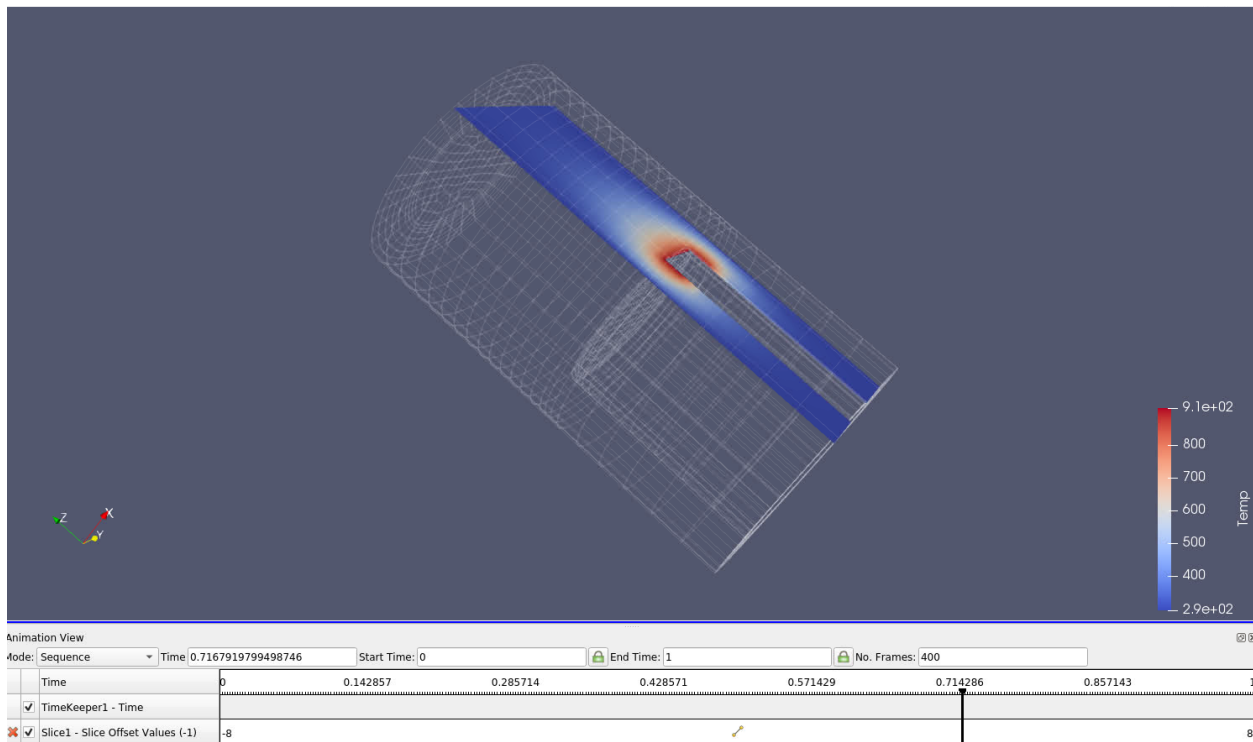 9.1e+02
800
700
600
500
400
2.9e+02
Temp
Z X
Y
Animation View
Mode: Sequence Time 0.7167919799498746 Start Time: 0 End Time: 1 No. Frames: 400
Time 0 0.142857 0.285714 0.428571 0.571429 0.714286 0.857143 1
TimeKeeper1 - Time
Slice1 - Slice Offset Values (-1) -8 8